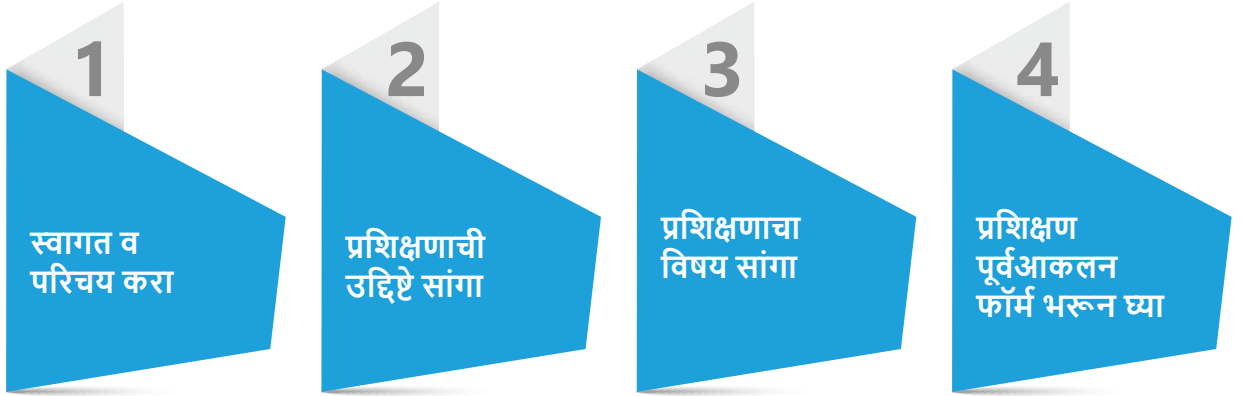 1
स्वागत व
परिचय करा
2
प्रशिक्षणाची
उद्दिष्टे सांगा
3
प्रशिक्षणाचा
विषय सांगा
4
प्रशिक्षण
पूर्वआकलन
फॉर्म भरून घ्या